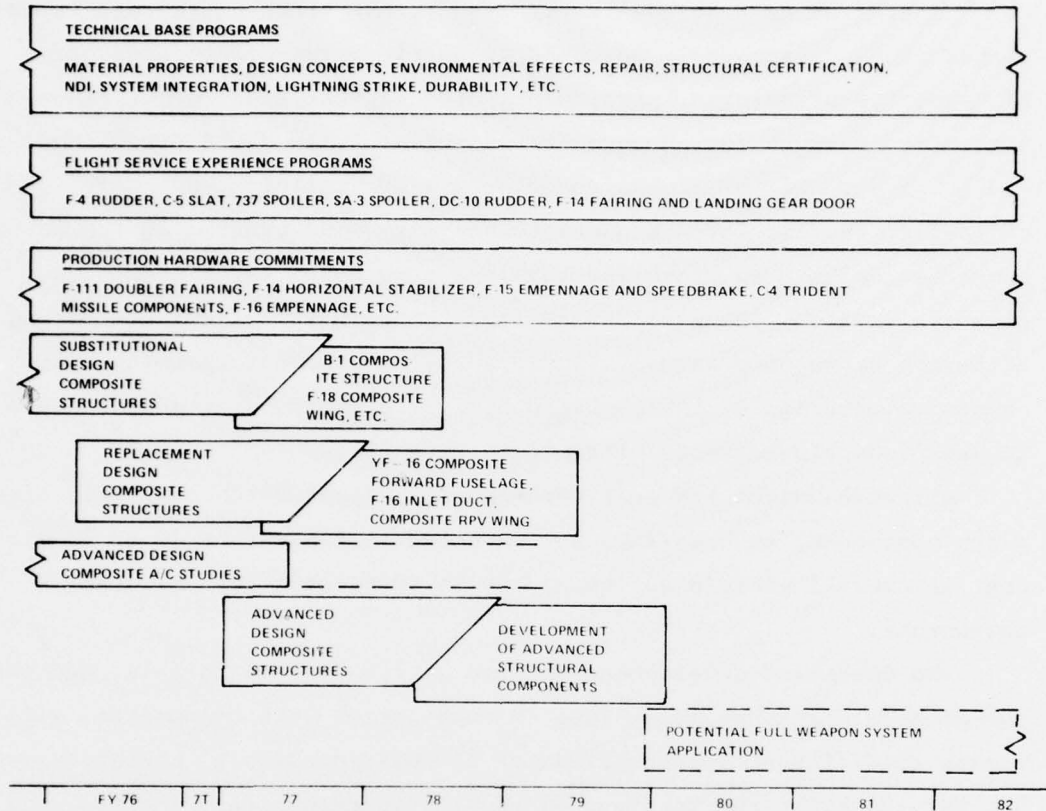 TECHNICAL BASE PROGRAMS
MATERIAL PROPERTIES, DESIGN CONCEPTS, ENVIRONMENTAL EFFECTS, REPAIR, STRUCTURAL CERTIFICATION,
NDI, SYSTEM INTEGRATION, LIGHTNING STRIKE, DURABILITY, ETC.
FLIGHT SERVICE EXPERIENCE PROGRAMS
F-4 RUDDER, C-5 SLAT, 737 SPOILER, SA-3 SPOILER, DC-10 RUDDER, F-14 FAIRING AND LANDING GEAR DOOR
PRODUCTION HARDWARE COMMITMENTS
F-111 DOUBLER FAIRING, F-14 HORIZONTAL STABILIZER, F-15 EMPENNAGE AND SPEEDBRAKE, C-4 TRIDENT
MISSILE COMPONENTS, F-16 EMPENNAGE, ETC.
SUBSTITUTIONAL
DESIGN
COMPOSITE
STRUCTURES
B-1 COMPOS-
ITE STRUCTURE
F-18 COMPOSITE
WING, ETC.
REPLACEMENT
DESIGN
COMPOSITE
STRUCTURES
YF-16 COMPOSITE
FORWARD FUSELAGE,
F-16 INLET DUCT,
COMPOSITE RPV WING
ADVANCED DESIGN
COMPOSITE A/C STUDIES
ADVANCED
DESIGN
COMPOSITE
STRUCTURES
DEVELOPMENT
OF ADVANCED
STRUCTURAL
COMPONENTS
POTENTIAL FULL WEAPON SYSTEM
APPLICATION
FY 76 7T 77 78 79 80 81 82